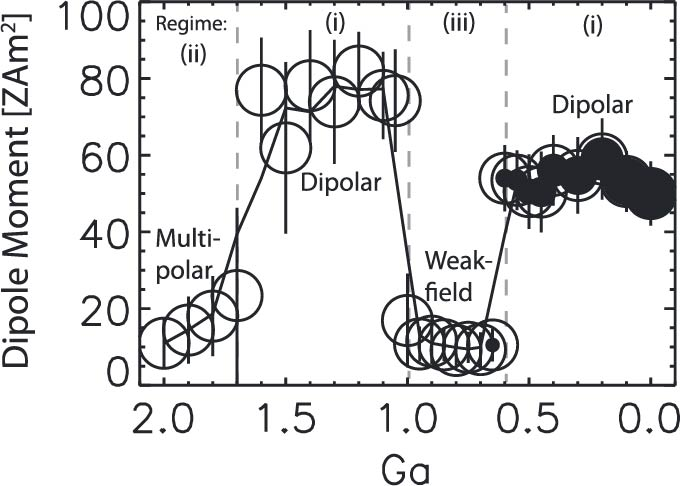 Regime:
(ii)
(i)
(iii)
(i)
100
80
60
40
20
0
Dipole Moment [ZAm²]
Dipolar
Dipolar
Multi-
polar
Weak-
field
2.0 1.5 1.0 0.5 0.0
Ga